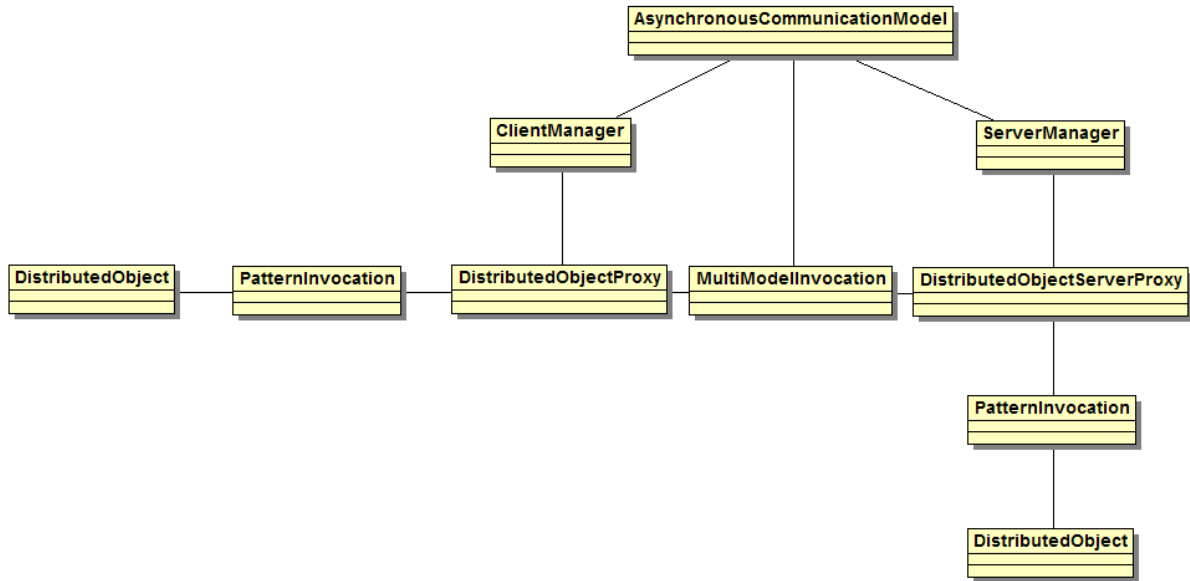 AsynchronousCommunicationModel
ClientManager
ServerManager
DistributedObject
PatternInvocation
DistributedObjectProxy
MultiModelInvocation
DistributedObjectServerProxy
PatternInvocation
DistributedObject